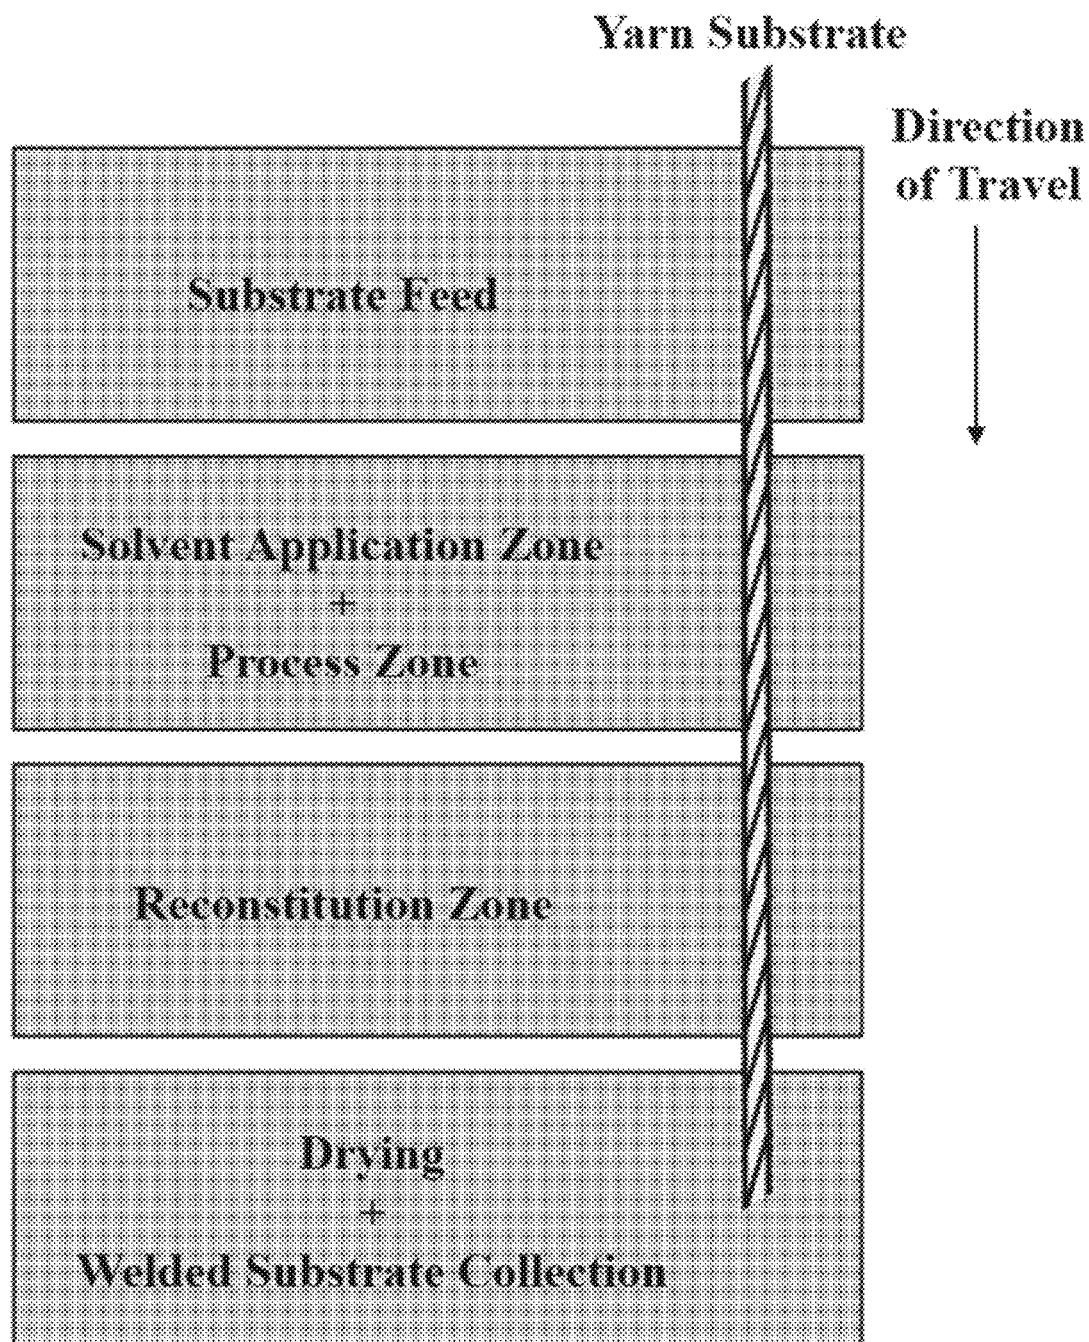 Yarn Substrate
Direction
of Travel
Substrate Feed
Solvent Application Zone
+
Process Zone
Reconstitution Zone
Drying
+
Welded Substrate Collection